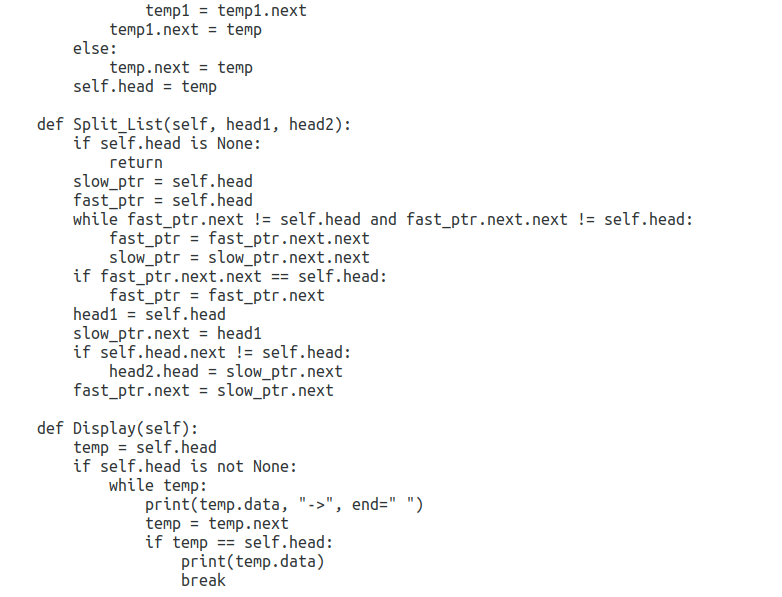 temp1 = temp1.next
        temp1.next = temp
    else:
        temp.next = temp
    self.head = temp

def Split_List(self, head1, head2):
    if self.head is None:
        return
    slow_ptr = self.head
    fast_ptr = self.head
    while fast_ptr.next != self.head and fast_ptr.next.next != self.head:
        fast_ptr = fast_ptr.next.next
        slow_ptr = slow_ptr.next.next
    if fast_ptr.next.next == self.head:
        fast_ptr = fast_ptr.next
    head1 = self.head
    slow_ptr.next = head1
    if self.head.next != self.head:
        head2.head = slow_ptr.next
    fast_ptr.next = slow_ptr.next

def Display(self):
    temp = self.head
    if self.head is not None:
        while temp:
            print(temp.data, "->", end=" ")
            temp = temp.next
            if temp == self.head:
                print(temp.data)
                break